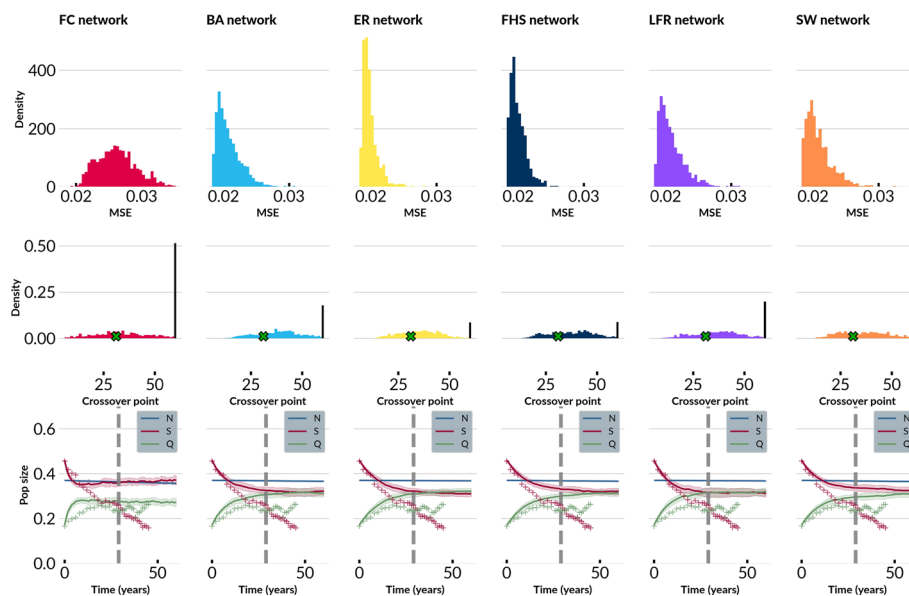 FC network BA network ER network FHS network LFR network SW network
Density
400
200
0
0.02 0.03 0.02 0.03 0.02 0.03 0.02 0.03 0.02 0.03 0.02 0.03
MSE MSE MSE MSE MSE MSE
Density
0.50
0.25
0.00
25 50 25 50 25 50 25 50 25 50 25 50
Crossover point Crossover point Crossover point Crossover point Crossover point Crossover point
N N N N N N
S S S S S S
Q Q Q Q Q Q
Pop size
0.6
0.4
0.2
0.0
0 50 0 50 0 50 0 50 0 50 0 50
Time (years) Time (years) Time (years) Time (years) Time (years) Time (years)